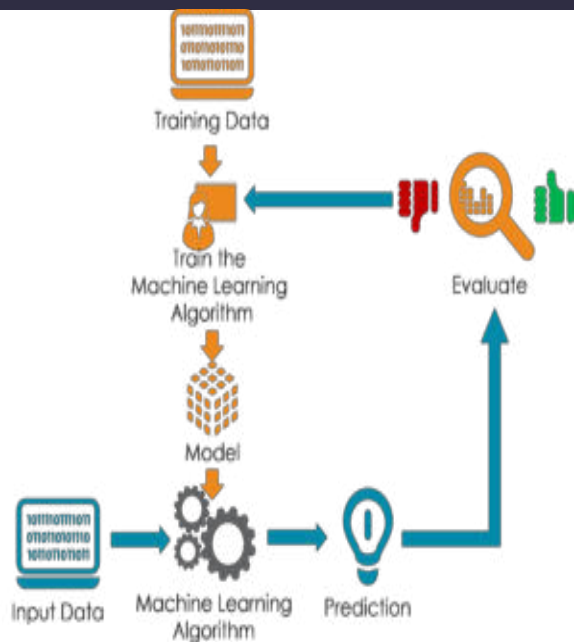 Training Data
Train the
Machine Learning
Algorithm
Evaluate
Model
Input Data
Machine Learning
Algorithm
Prediction